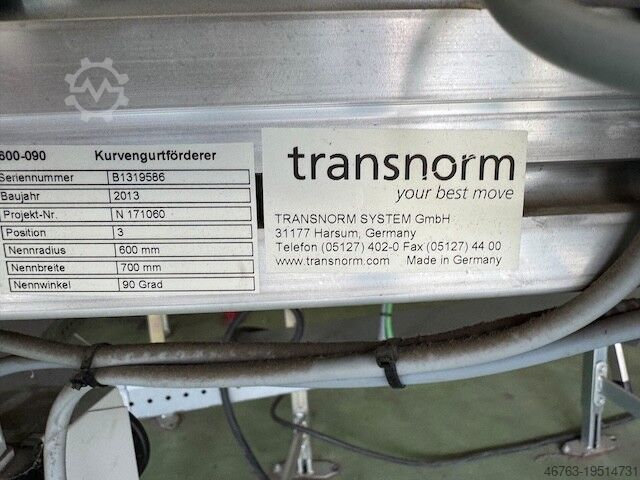 600-090 Kurvengurtförderer
Seriennummer B1319586
Baujahr 2013
Projekt-Nr. N 171060
Position 3
Nennradius 600 mm
Nennbreite 700 mm
Nennwinkel 90 Grad
transnorm
your best move
TRANSNORM SYSTEM GmbH
31177 Harsum, Germany
Telefon (05127) 402-0 Fax (05127) 44 00
www.transnorm.com Made in Germany
46763-19514731